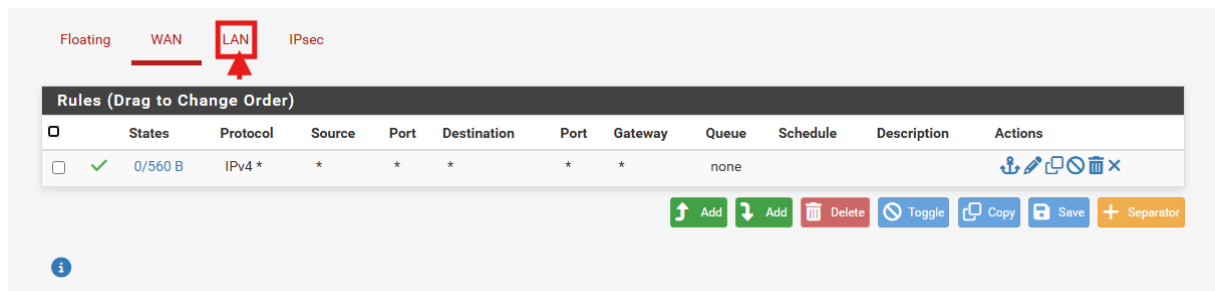 Floating WAN LAN IPsec
Rules (Drag to Change Order)
States Protocol Source Port Destination Port Gateway Queue Schedule Description Actions
0/560 B IPv4 * * * * * * none
Add Add Delete Toggle Copy Save Separator